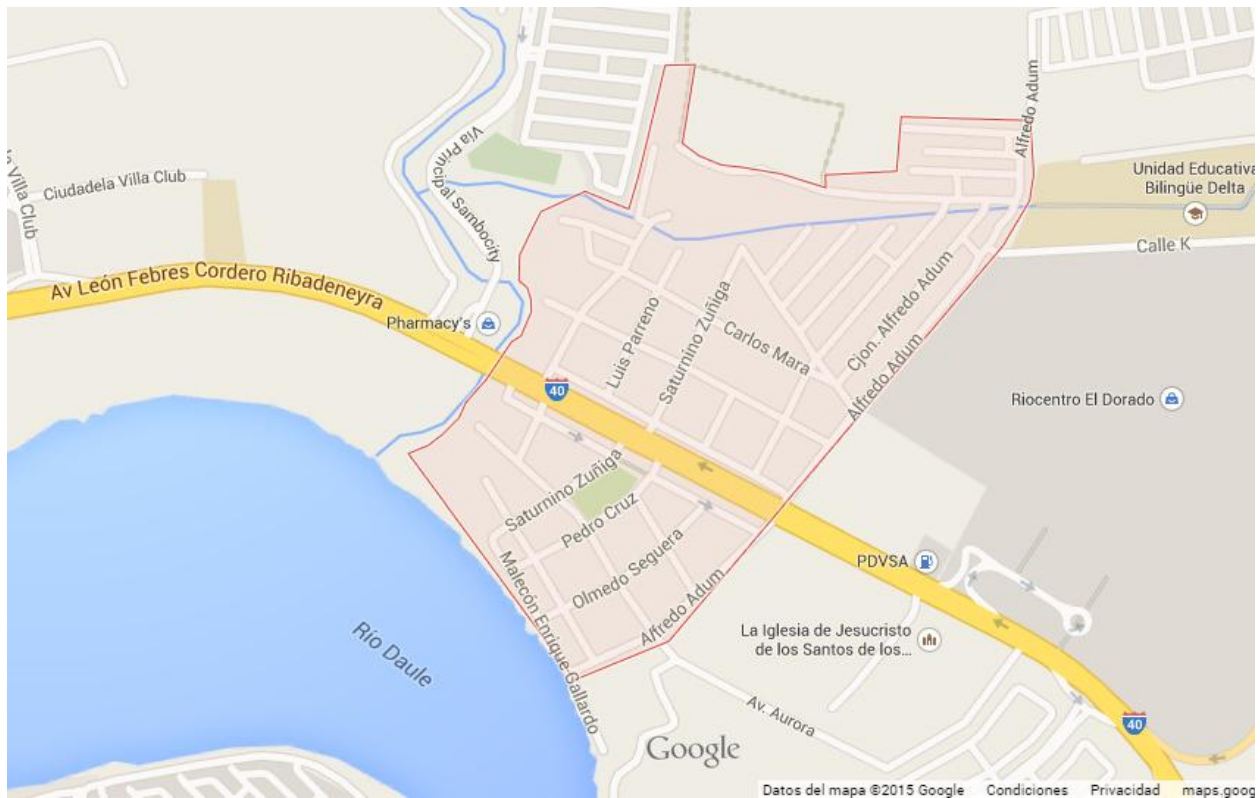 Alfredo Adum
Vía Principal Sambocity
Unidad Educativa
Bilingüe Delta
Ciudadela Villa Club
Villa Club
Calle K
Av León Febres Cordero Ribadeneyra
Pharmacy's
Luis Parreno
Saturnino Zuñiga
Carlos Mara
Cjon. Alfredo Adum
Alfredo Adum
40
Riocentro El Dorado
Saturnino Zuñiga
Pedro Cruz
Olmedo Seguera
Malecón Enrique Gallardo
Alfredo Adum
PDVSA
La Iglesia de Jesucristo
de los Santos de los...
Río Daule
Av. Aurora
40
Google
Datos del mapa ©2015 Google Condiciones Privacidad maps.goog